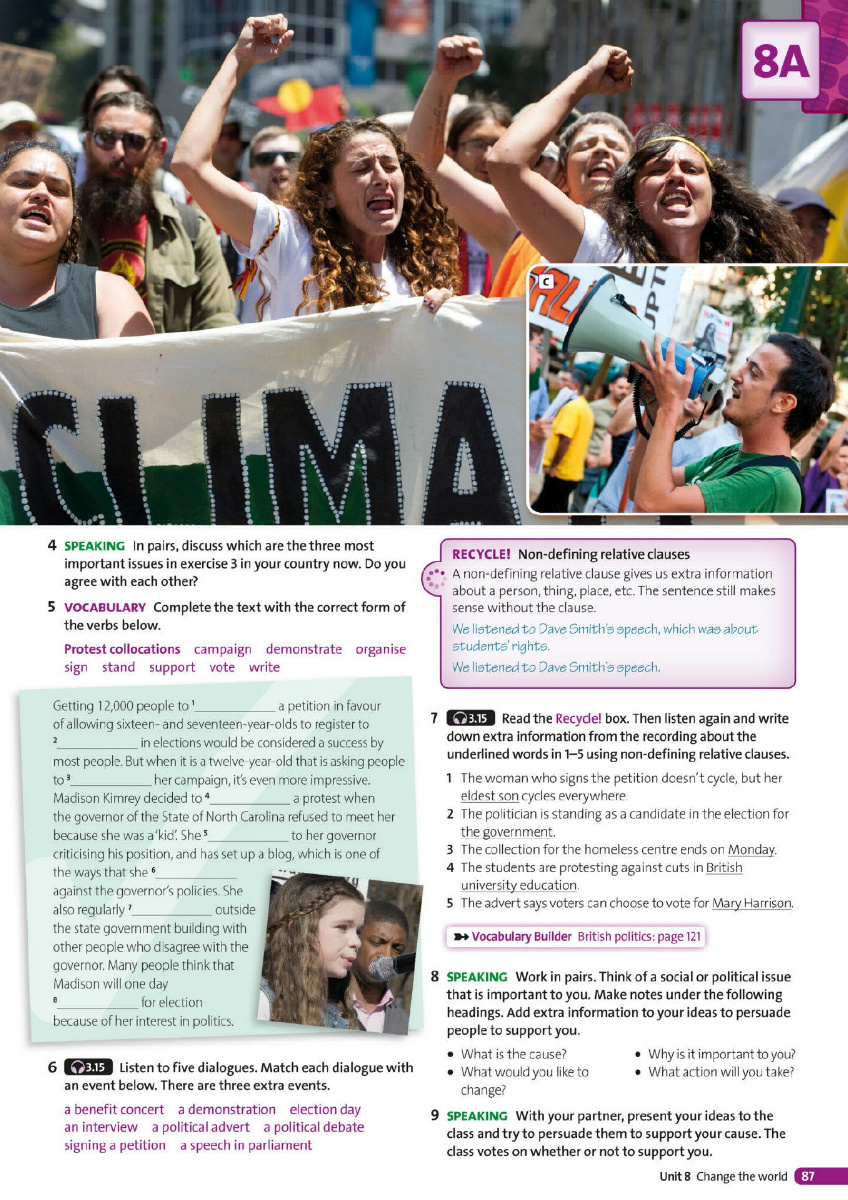 8A
CLIMA
C
4 SPEAKING In pairs, discuss which are the three most
important issues in exercise 3 in your country now. Do you
agree with each other?
5 VOCABULARY Complete the text with the correct form of
the verbs below.
Protest collocations campaign demonstrate organise
sign stand support vote write
Getting 12,000 people to 1____________ a petition in favour
of allowing sixteen- and seventeen-year-olds to register to
2____________ in elections would be considered a success by
most people. But when it is a twelve-year-old that is asking people
to 3____________ her campaign, it's even more impressive.
Madison Kimrey decided to 4____________ a protest when
the governor of the State of North Carolina refused to meet her
because she was a 'kid'. She 5____________ to her governor
criticising his position, and has set up a blog, which is one of
the ways that she 6____________
against the governor's policies. She
also regularly 7____________ outside
the state government building with
other people who disagree with the
governor. Many people think that
Madison will one day
8____________ for election
because of her interest in politics.
6 3.15 Listen to five dialogues. Match each dialogue with
an event below. There are three extra events.
a benefit concert a demonstration election day
an interview a political advert a political debate
signing a petition a speech in parliament
RECYCLE! Non-defining relative clauses
A non-defining relative clause gives us extra information
about a person, thing, place, etc. The sentence still makes
sense without the clause.
We listened to Dave Smith's speech, which was about
students' rights.
We listened to Dave Smith's speech.
7 3.15 Read the Recycle! box. Then listen again and write
down extra information from the recording about the
underlined words in 1–5 using non-defining relative clauses.
1 The woman who signs the petition doesn't cycle, but her
eldest son cycles everywhere.
2 The politician is standing as a candidate in the election for
the government.
3 The collection for the homeless centre ends on Monday.
4 The students are protesting against cuts in British
university education.
5 The advert says voters can choose to vote for Mary Harrison.
Vocabulary Builder British politics: page 121
8 SPEAKING Work in pairs. Think of a social or political issue
that is important to you. Make notes under the following
headings. Add extra information to your ideas to persuade
people to support you.
• What is the cause?
• What would you like to
change?
• Why is it important to you?
• What action will you take?
9 SPEAKING With your partner, present your ideas to the
class and try to persuade them to support your cause. The
class votes on whether or not to support you.
Unit 8 Change the world 87